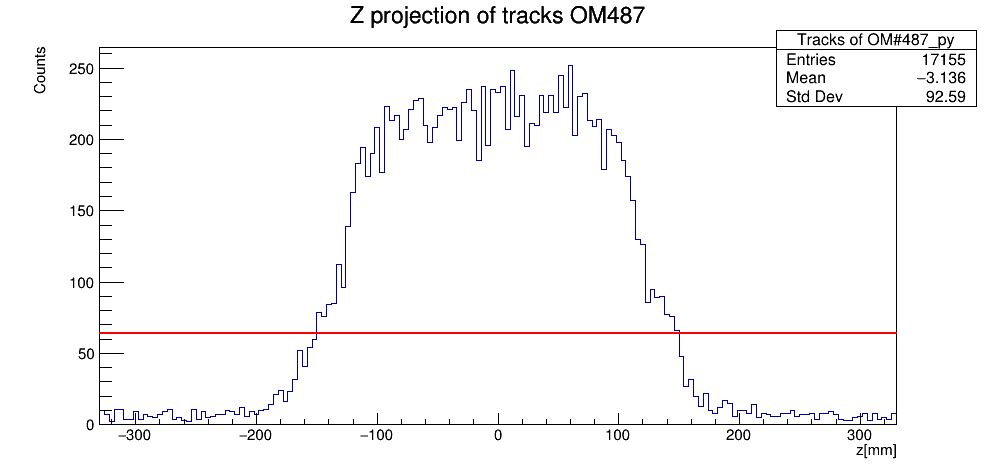 Z projection of tracks OM487
Tracks of OM#487_py
Entries 17155
Mean −3.136
Std Dev 92.59
Counts
250
200
150
100
50
0
−300 −200 −100 0 100 200 300
z[mm]